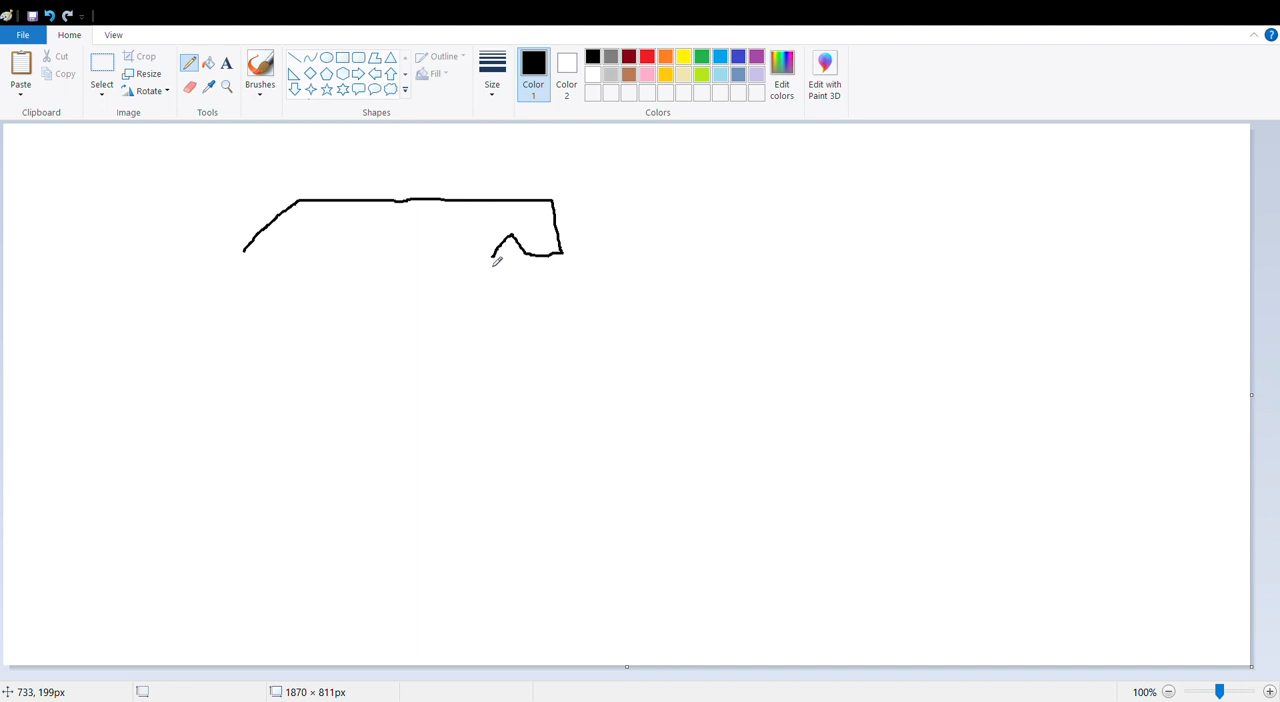 File Home View
Cut Crop Outline
Copy Resize Fill
Paste Select Rotate Brushes Size Color 1 Color 2 Edit colors Edit with Paint 3D
Clipboard Image Tools Shapes Colors
733, 199px 1870 × 811px 100%